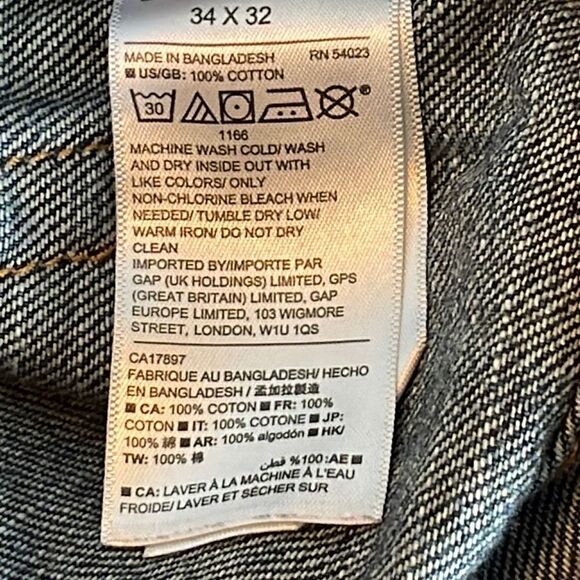 34 X 32
MADE IN BANGLADESH RN 54023
US/GB: 100% COTTON
30
®
1166
MACHINE WASH COLD/ WASH
AND DRY INSIDE OUT WITH
LIKE COLORS/ ONLY
NON-CHLORINE BLEACH WHEN
NEEDED/ TUMBLE DRY LOW/
WARM IRON/ DO NOT DRY
CLEAN
IMPORTED BY/IMPORTE PAR
GAP (UK HOLDINGS) LIMITED, GPS
(GREAT BRITAIN) LIMITED, GAP
EUROPE LIMITED, 103 WIGMORE
STREET, LONDON, W1U 1QS
CA17897
FABRIQUE AU BANGLADESH/ HECHO
EN BANGLADESH / 孟加拉製造
CA: 100% COTON FR: 100%
COTON IT: 100% COTONE JP:
100% 綿 AR: 100% algodón HK/
TW: 100% 棉
AE: 100% قطن
CA: LAVER À LA MACHINE À L'EAU
FROIDE/ LAVER ET SÉCHER SUR